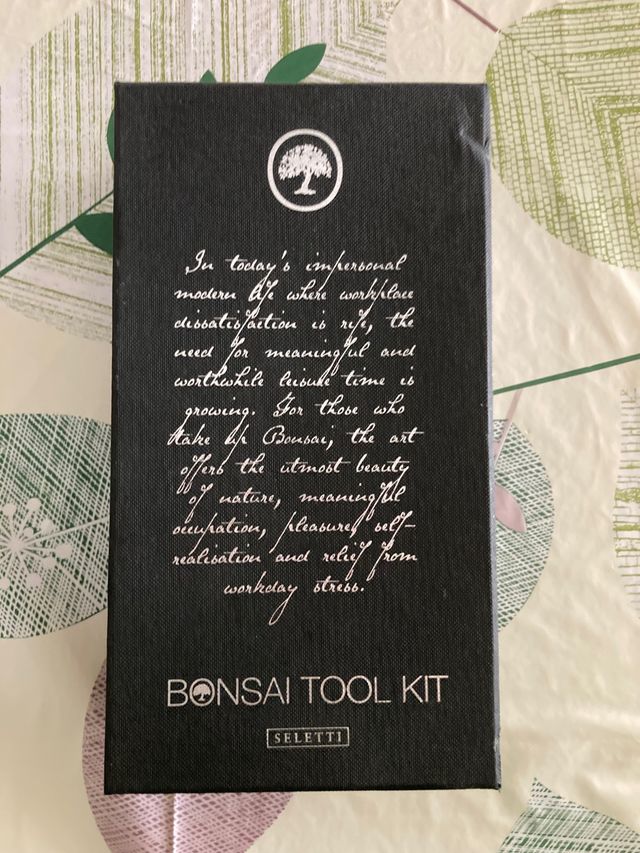 In today's impersonal
modern life where workplace
dissatisfaction is rife, the
need for meaningful and
worthwhile leisure time is
growing. For those who
take up Bonsai, the art
offers the utmost beauty
of nature, meaningful
occupation, pleasure, self-
realisation and relief from
workday stress.
BONSAI TOOL KIT
SELETTI